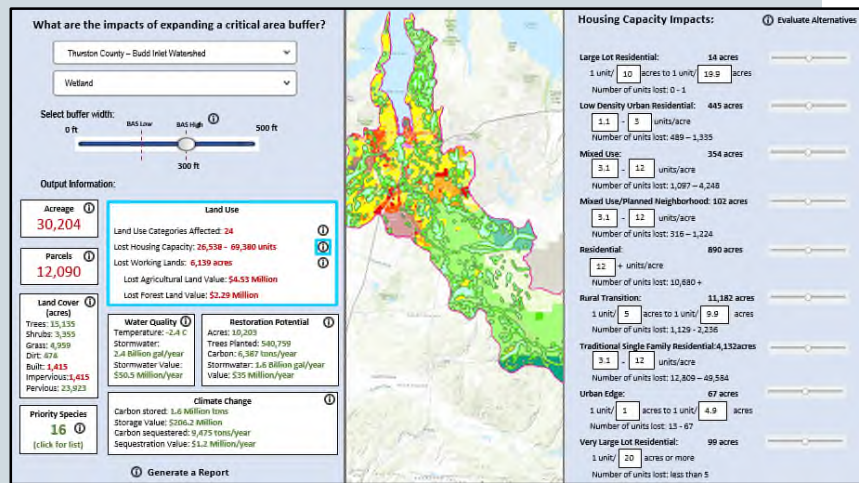 What are the impacts of expanding a critical area buffer?
Thurston County – Budd Inlet Watershed
Wetland
Select buffer width:
0 ft
BAS Low
BAS High
500 ft
300 ft
Output Information:
Acreage
30,204
Parcels
12,090
Land Cover
(acres)
Trees: 15,135
Shrubs: 3,355
Grass: 4,959
Dirt: 474
Built: 1,415
Impervious:1,415
Pervious: 23,923
Priority Species
16
(click for list)
Land Use
Land Use Categories Affected: 24
Lost Housing Capacity: 26,538 - 69,380 units
Lost Working Lands: 6,139 acres
Lost Agricultural Land Value: $4.53 Million
Lost Forest Land Value: $2.29 Million
Water Quality
Temperature: -2.4 C
Stormwater:
2.4 Billion gal/year
Stormwater Value:
$50.5 Million/year
Restoration Potential
Acres: 10,203
Trees Planted: 540,759
Carbon: 6,387 tons/year
Stormwater: 1.6 Billion gal/year
Value: $35 Million/year
Climate Change
Carbon stored: 1.6 Million tons
Storage Value: $206.2 Million
Carbon sequestered: 9,475 tons/year
Sequestration Value: $1.2 Million/year
Generate a Report
Housing Capacity Impacts:
Evaluate Alternatives
Large Lot Residential: 14 acres
1 unit/ 10 acres to 1 unit/ 19.9 acres
Number of units lost: 0 - 1
Low Density Urban Residential: 445 acres
1.1 - 3 units/acre
Number of units lost: 489 – 1,335
Mixed Use: 354 acres
3.1 - 12 units/acre
Number of units lost: 1,097 – 4,248
Mixed Use/Planned Neighborhood: 102 acres
3.1 - 12 units/acre
Number of units lost: 316 – 1,224
Residential: 890 acres
12 + units/acre
Number of units lost: 10,680 +
Rural Transition: 11,182 acres
1 unit/ 5 acres to 1 unit/ 9.9 acres
Number of units lost: 1,129 - 2,236
Traditional Single Family Residential:4,132acres
3.1 - 12 units/acre
Number of units lost: 12,809 – 49,584
Urban Edge: 67 acres
1 unit/ 1 acres to 1 unit/ 4.9 acres
Number of units lost: 13 - 67
Very Large Lot Residential: 99 acres
1 unit/ 20 acres or more
Number of units lost: less than 5